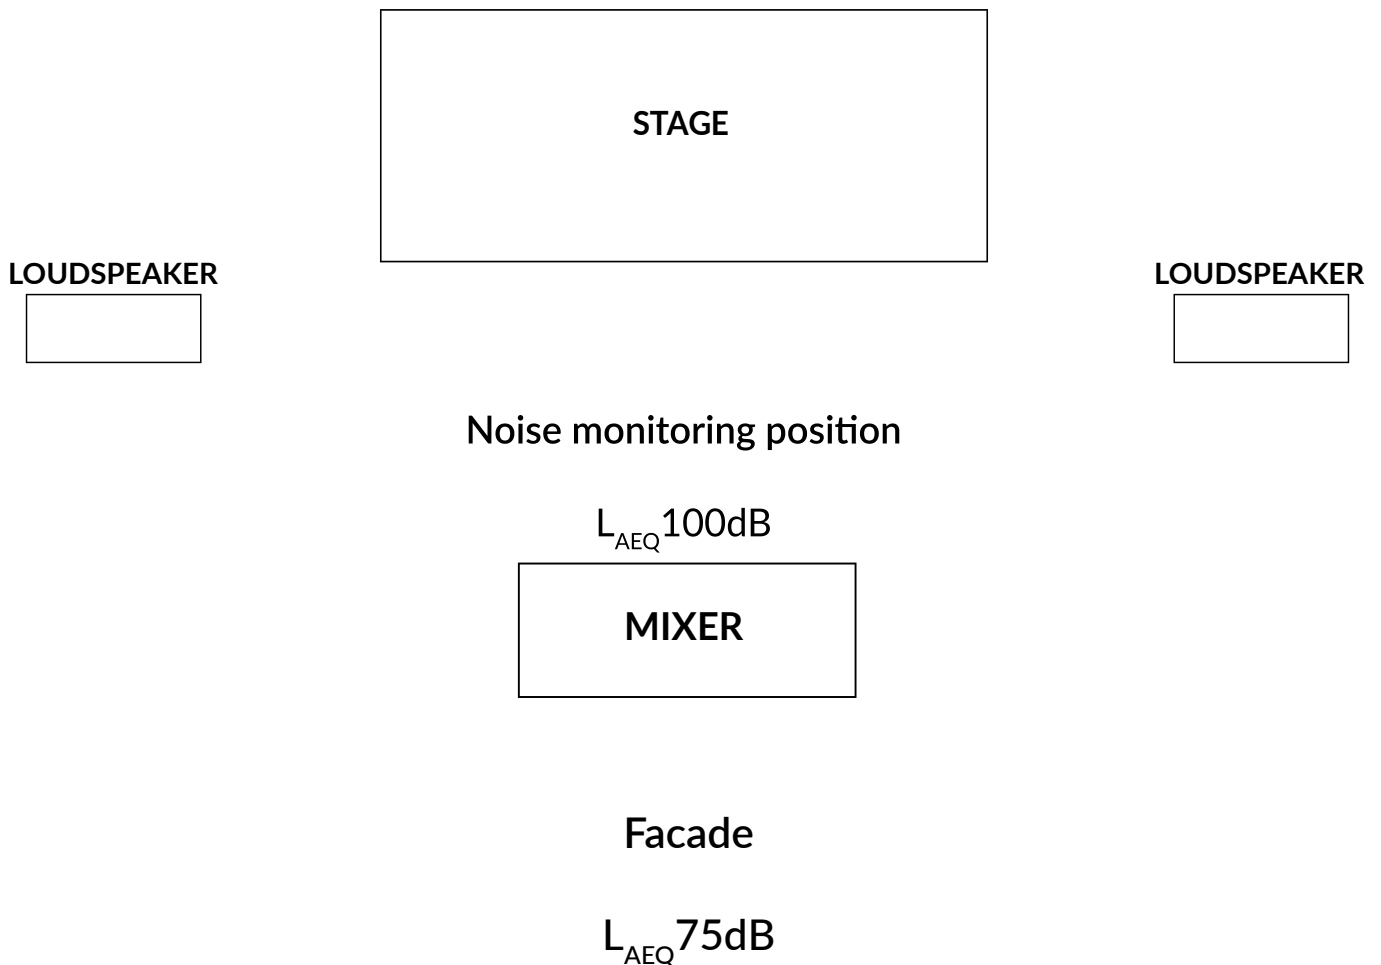 STAGE
LOUDSPEAKER
LOUDSPEAKER
Noise monitoring position
LAEQ100dB
MIXER
Facade
LAEQ75dB